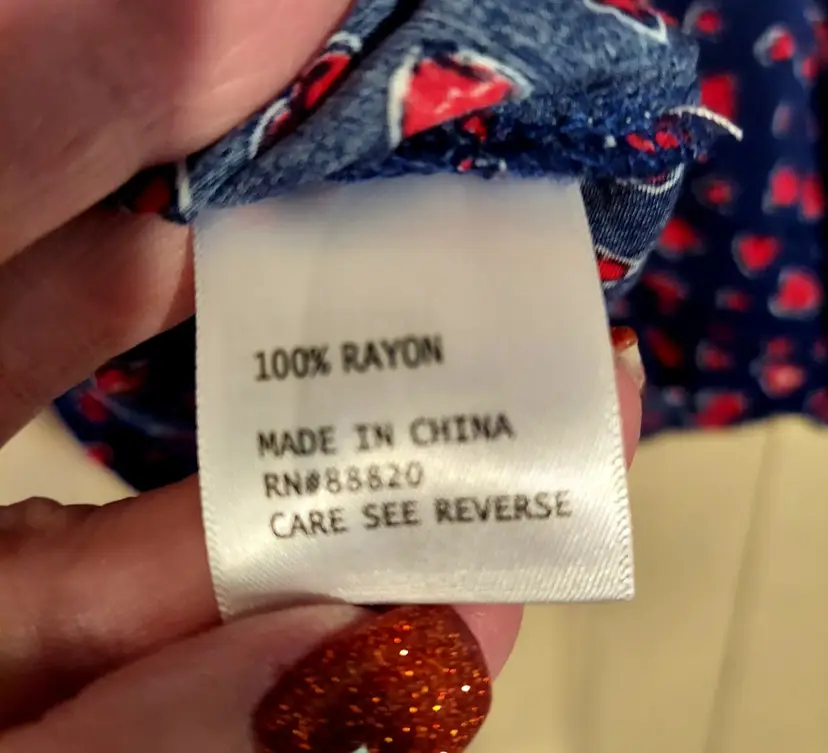 100% RAYON
MADE IN CHINA
RN#88820
CARE SEE REVERSE